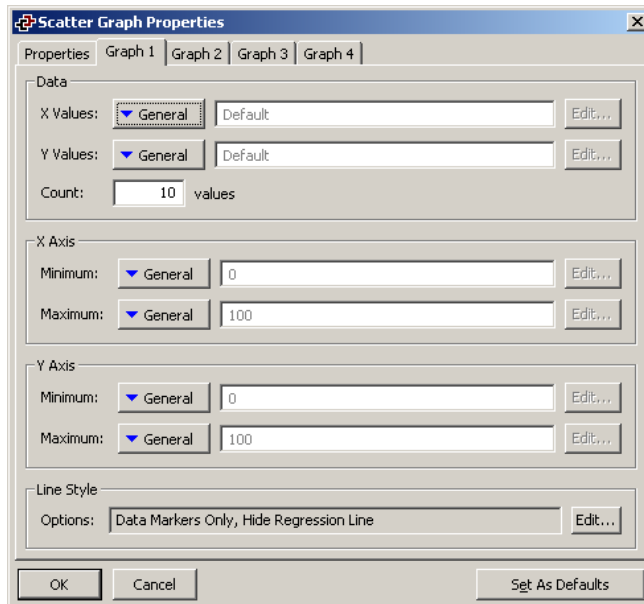 Scatter Graph Properties
Properties Graph 1 Graph 2 Graph 3 Graph 4
Data
X Values: General Default Edit...
Y Values: General Default Edit...
Count: 10 values
X Axis
Minimum: General 0 Edit...
Maximum: General 100 Edit...
Y Axis
Minimum: General 0 Edit...
Maximum: General 100 Edit...
Line Style
Options: Data Markers Only, Hide Regression Line Edit...
OK Cancel Set As Defaults